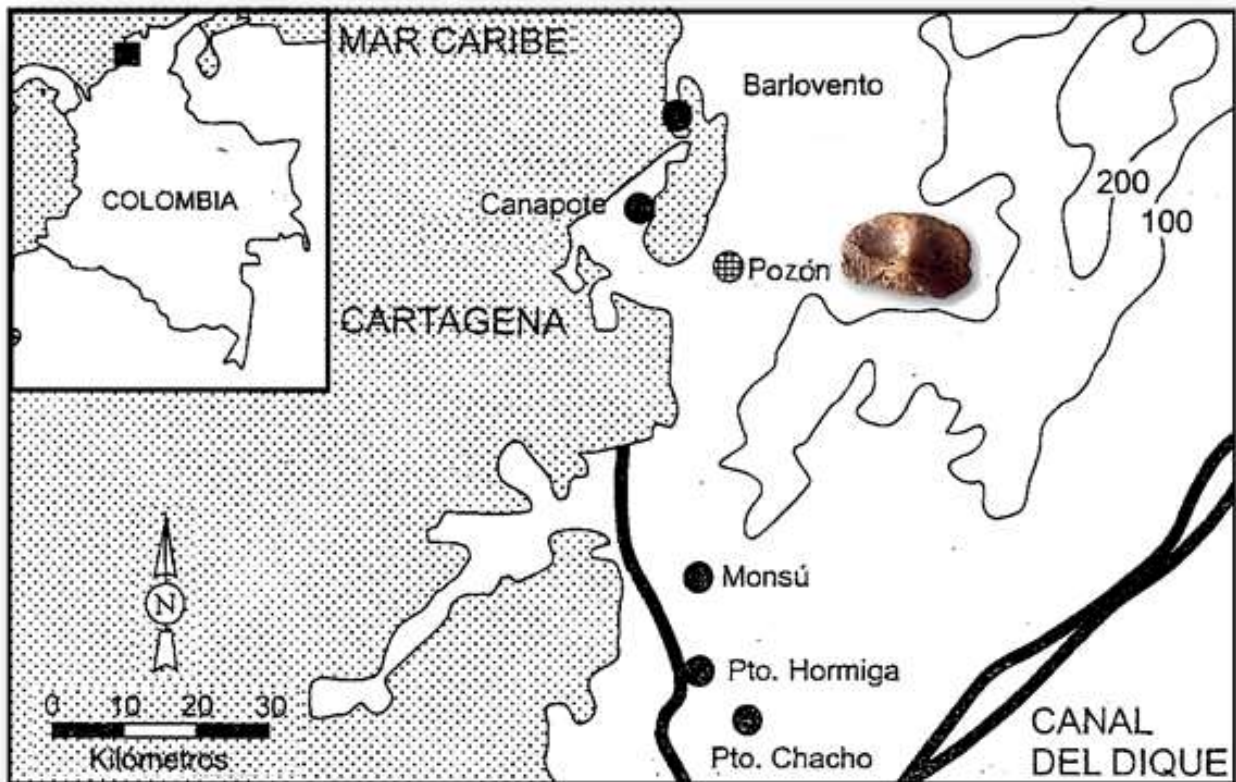 MAR CARIBE
Barlovento
COLOMBIA
Canapote
200
100
Pozón
CARTAGENA
N
Monsú
Pto. Hormiga
0 10 20 30
Kilómetros
Pto. Chacho
CANAL
DEL DIQUE